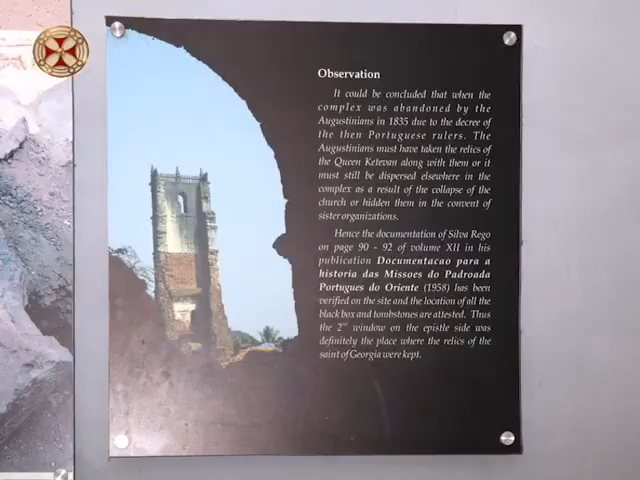 Observation
It could be concluded that when the
complex was abandoned by the
Augustinians in 1835 due to the decree of
the then Portuguese rulers. The
Augustinians must have taken the relics of
the Queen Ketevan along with them or it
must still be dispersed elsewhere in the
complex as a result of the collapse of the
church or hidden them in the convent of
sister organizations.
Hence the documentation of Silva Rego
on page 90 - 92 of volume XII in his
publication Documentacao para a
historia das Missoes do Padroada
Portugues do Oriente (1958) has been
verified on the site and the location of all the
black box and tombstones are attested. Thus
the 2nd window on the epistle side was
definitely the place where the relics of the
saint of Georgia were kept.